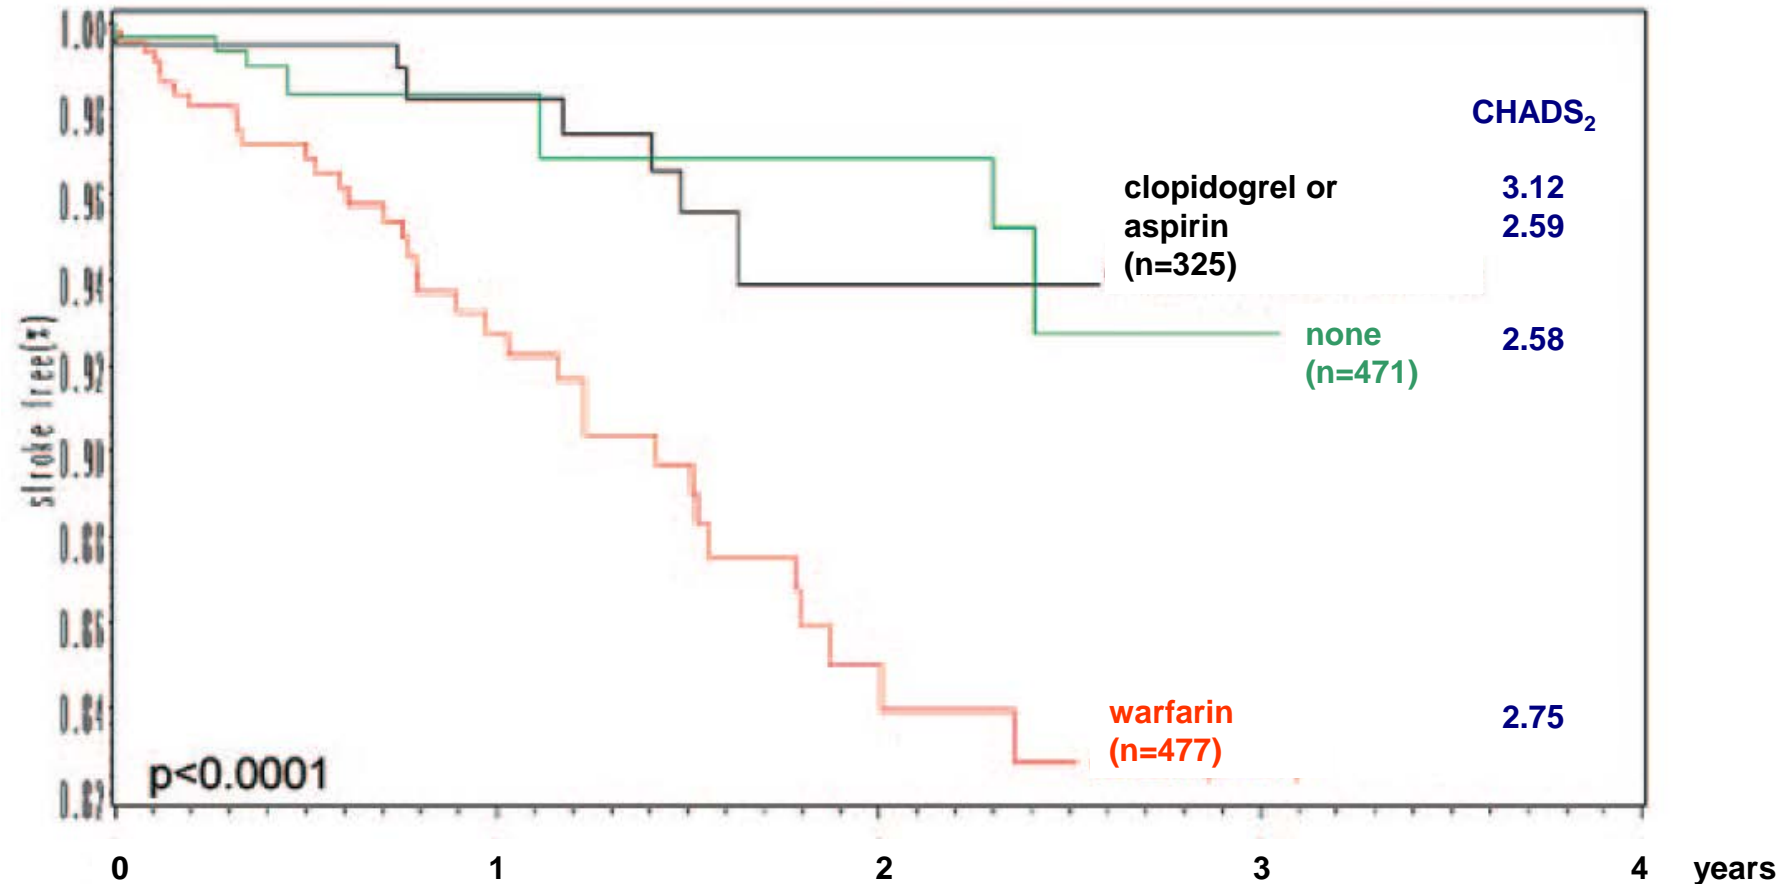 1.00
0.98
0.96
0.94
0.92
0.90
0.88
0.86
0.84
0.82
stroke free(%)
CHADS2
clopidogrel or 3.12
aspirin 2.59
(n=325)
none 2.58
(n=471)
warfarin 2.75
(n=477)
p<0.0001
0 1 2 3 4 years